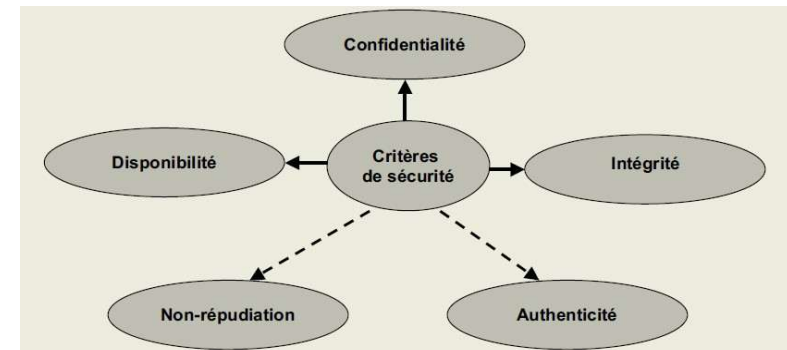 Confidentialité
Disponibilité
Critères
de sécurité
Intégrité
Non-répudiation
Authenticité